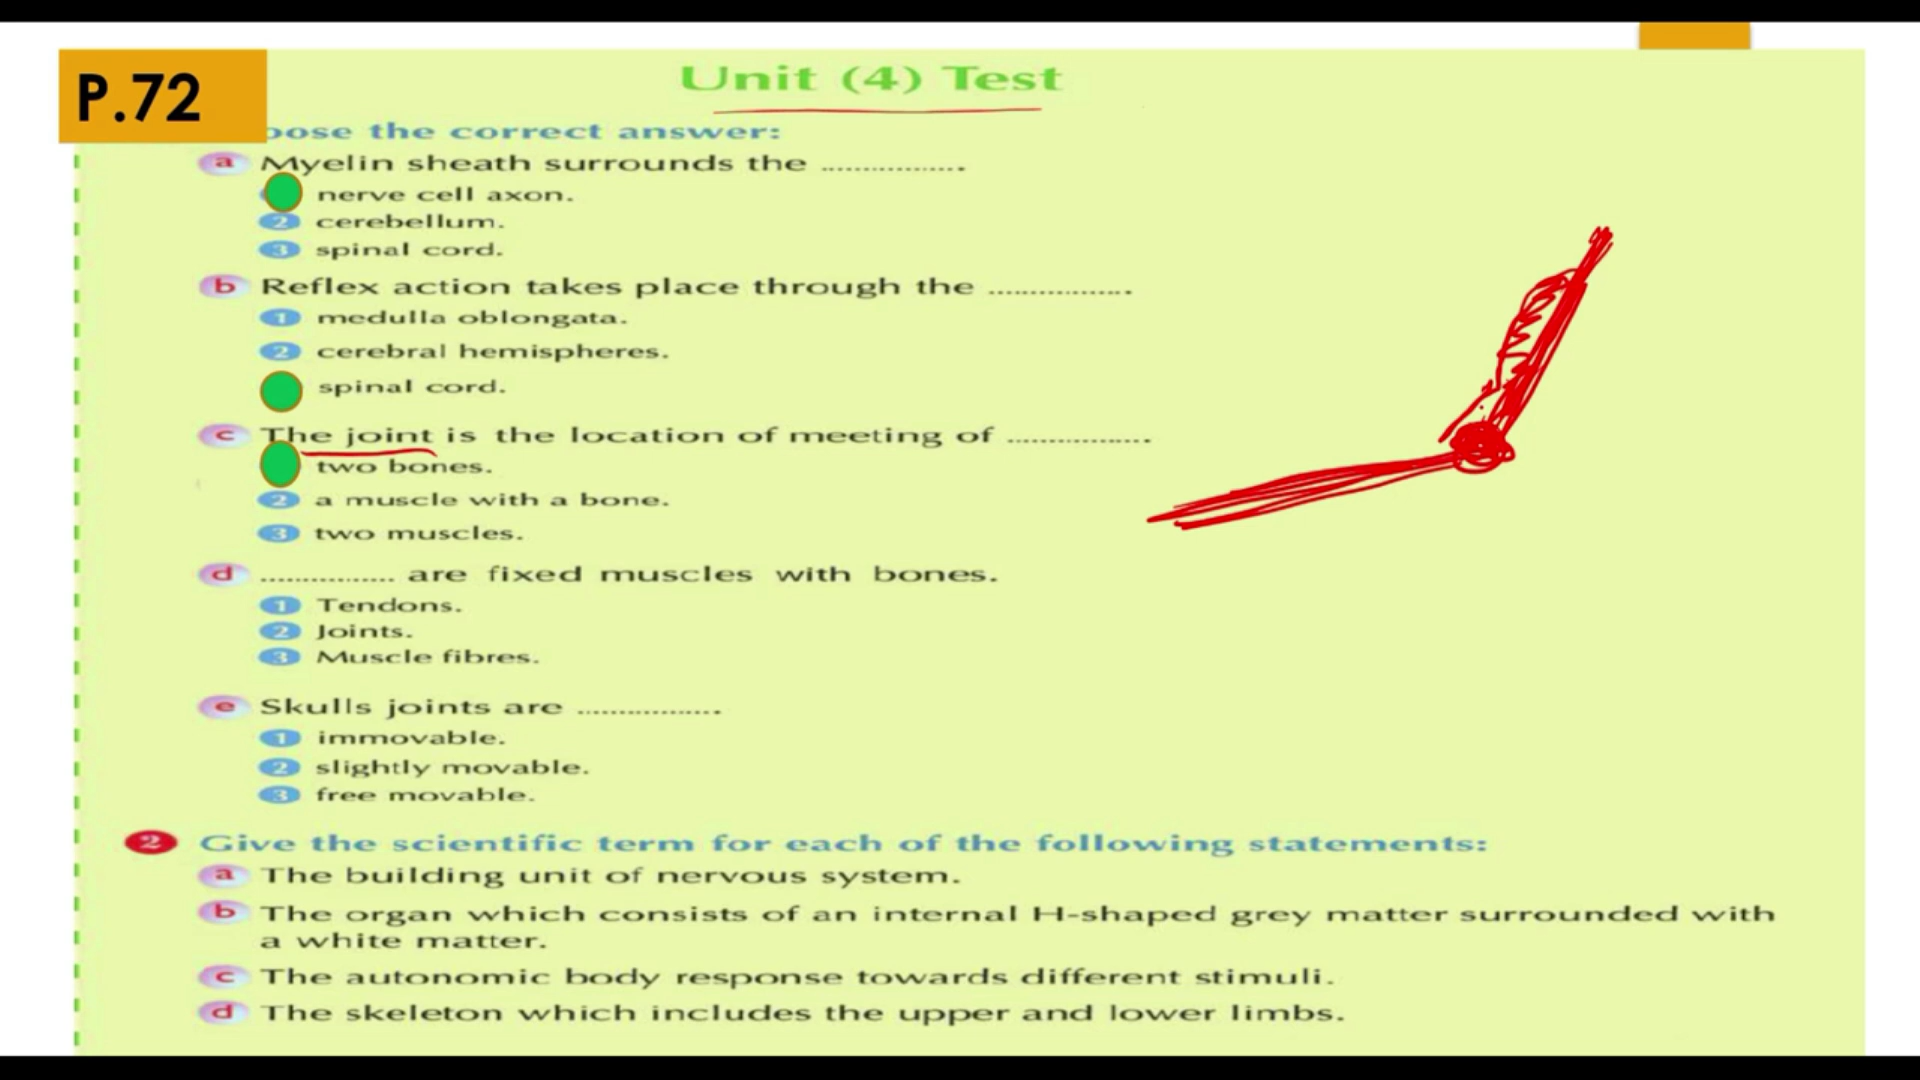 P.72
Unit (4) Test
oose the correct answer:
a Myelin sheath surrounds the ................
nerve cell axon.
2 cerebellum.
3 spinal cord.
b Reflex action takes place through the ................
1 medulla oblongata.
2 cerebral hemispheres.
spinal cord.
c The joint is the location of meeting of ................
two bones.
2 a muscle with a bone.
3 two muscles.
d ................ are fixed muscles with bones.
1 Tendons.
2 Joints.
3 Muscle fibres.
e Skulls joints are ................
1 immovable.
2 slightly movable.
3 free movable.
2 Give the scientific term for each of the following statements:
a The building unit of nervous system.
b The organ which consists of an internal H-shaped grey matter surrounded with
a white matter.
c The autonomic body response towards different stimuli.
d The skeleton which includes the upper and lower limbs.